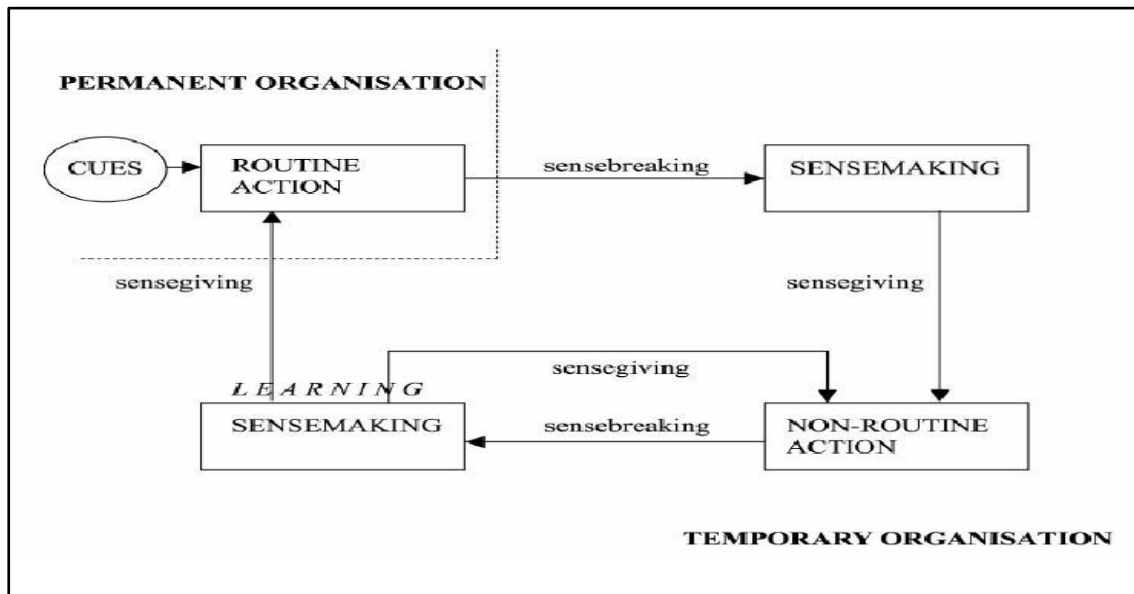 PERMANENT ORGANISATION
CUES
ROUTINE
ACTION
sensebreaking
SENSEMAKING
sensegiving
sensegiving
sensegiving
LEARNING
SENSEMAKING
sensebreaking
NON-ROUTINE
ACTION
TEMPORARY ORGANISATION